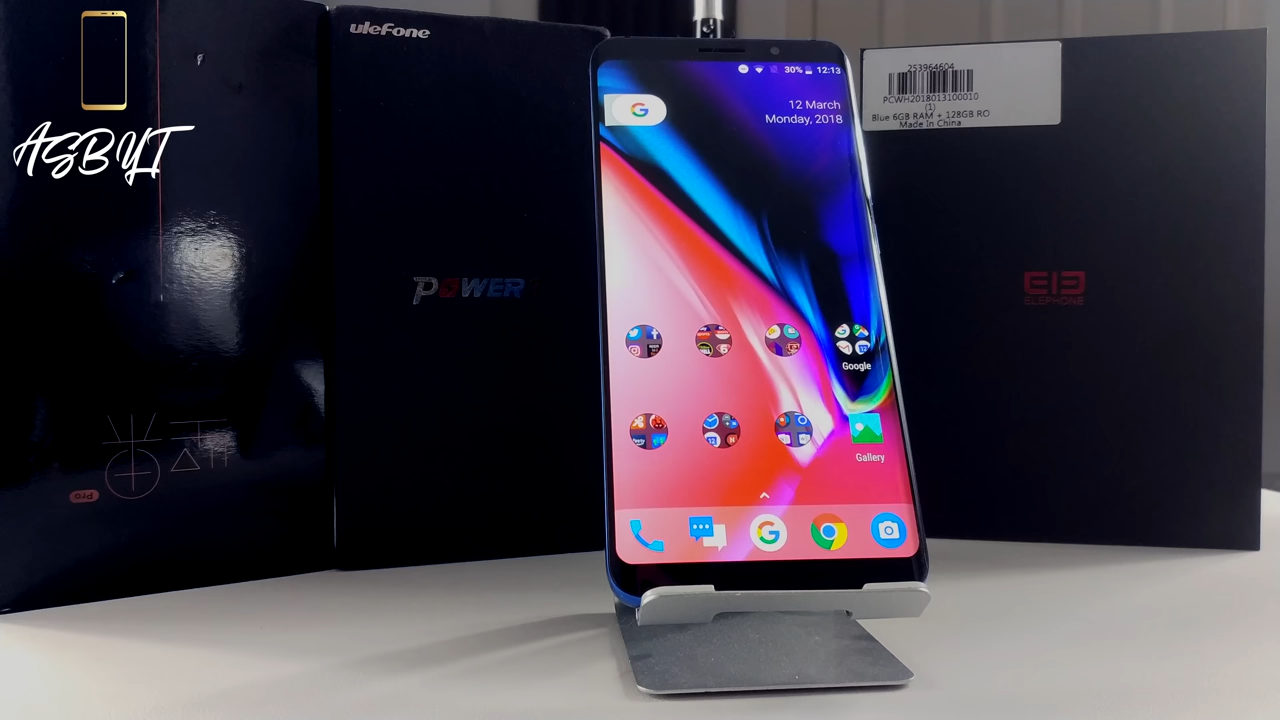 ASBYT
Pro
uleFone
POWER
30% 12:13
G
12 March
Monday, 2018
Google
Gallery
253964604
PCWH2018013100010
(1)
Blue 6GB RAM + 128GB RO
Made In China
ELEPHONE